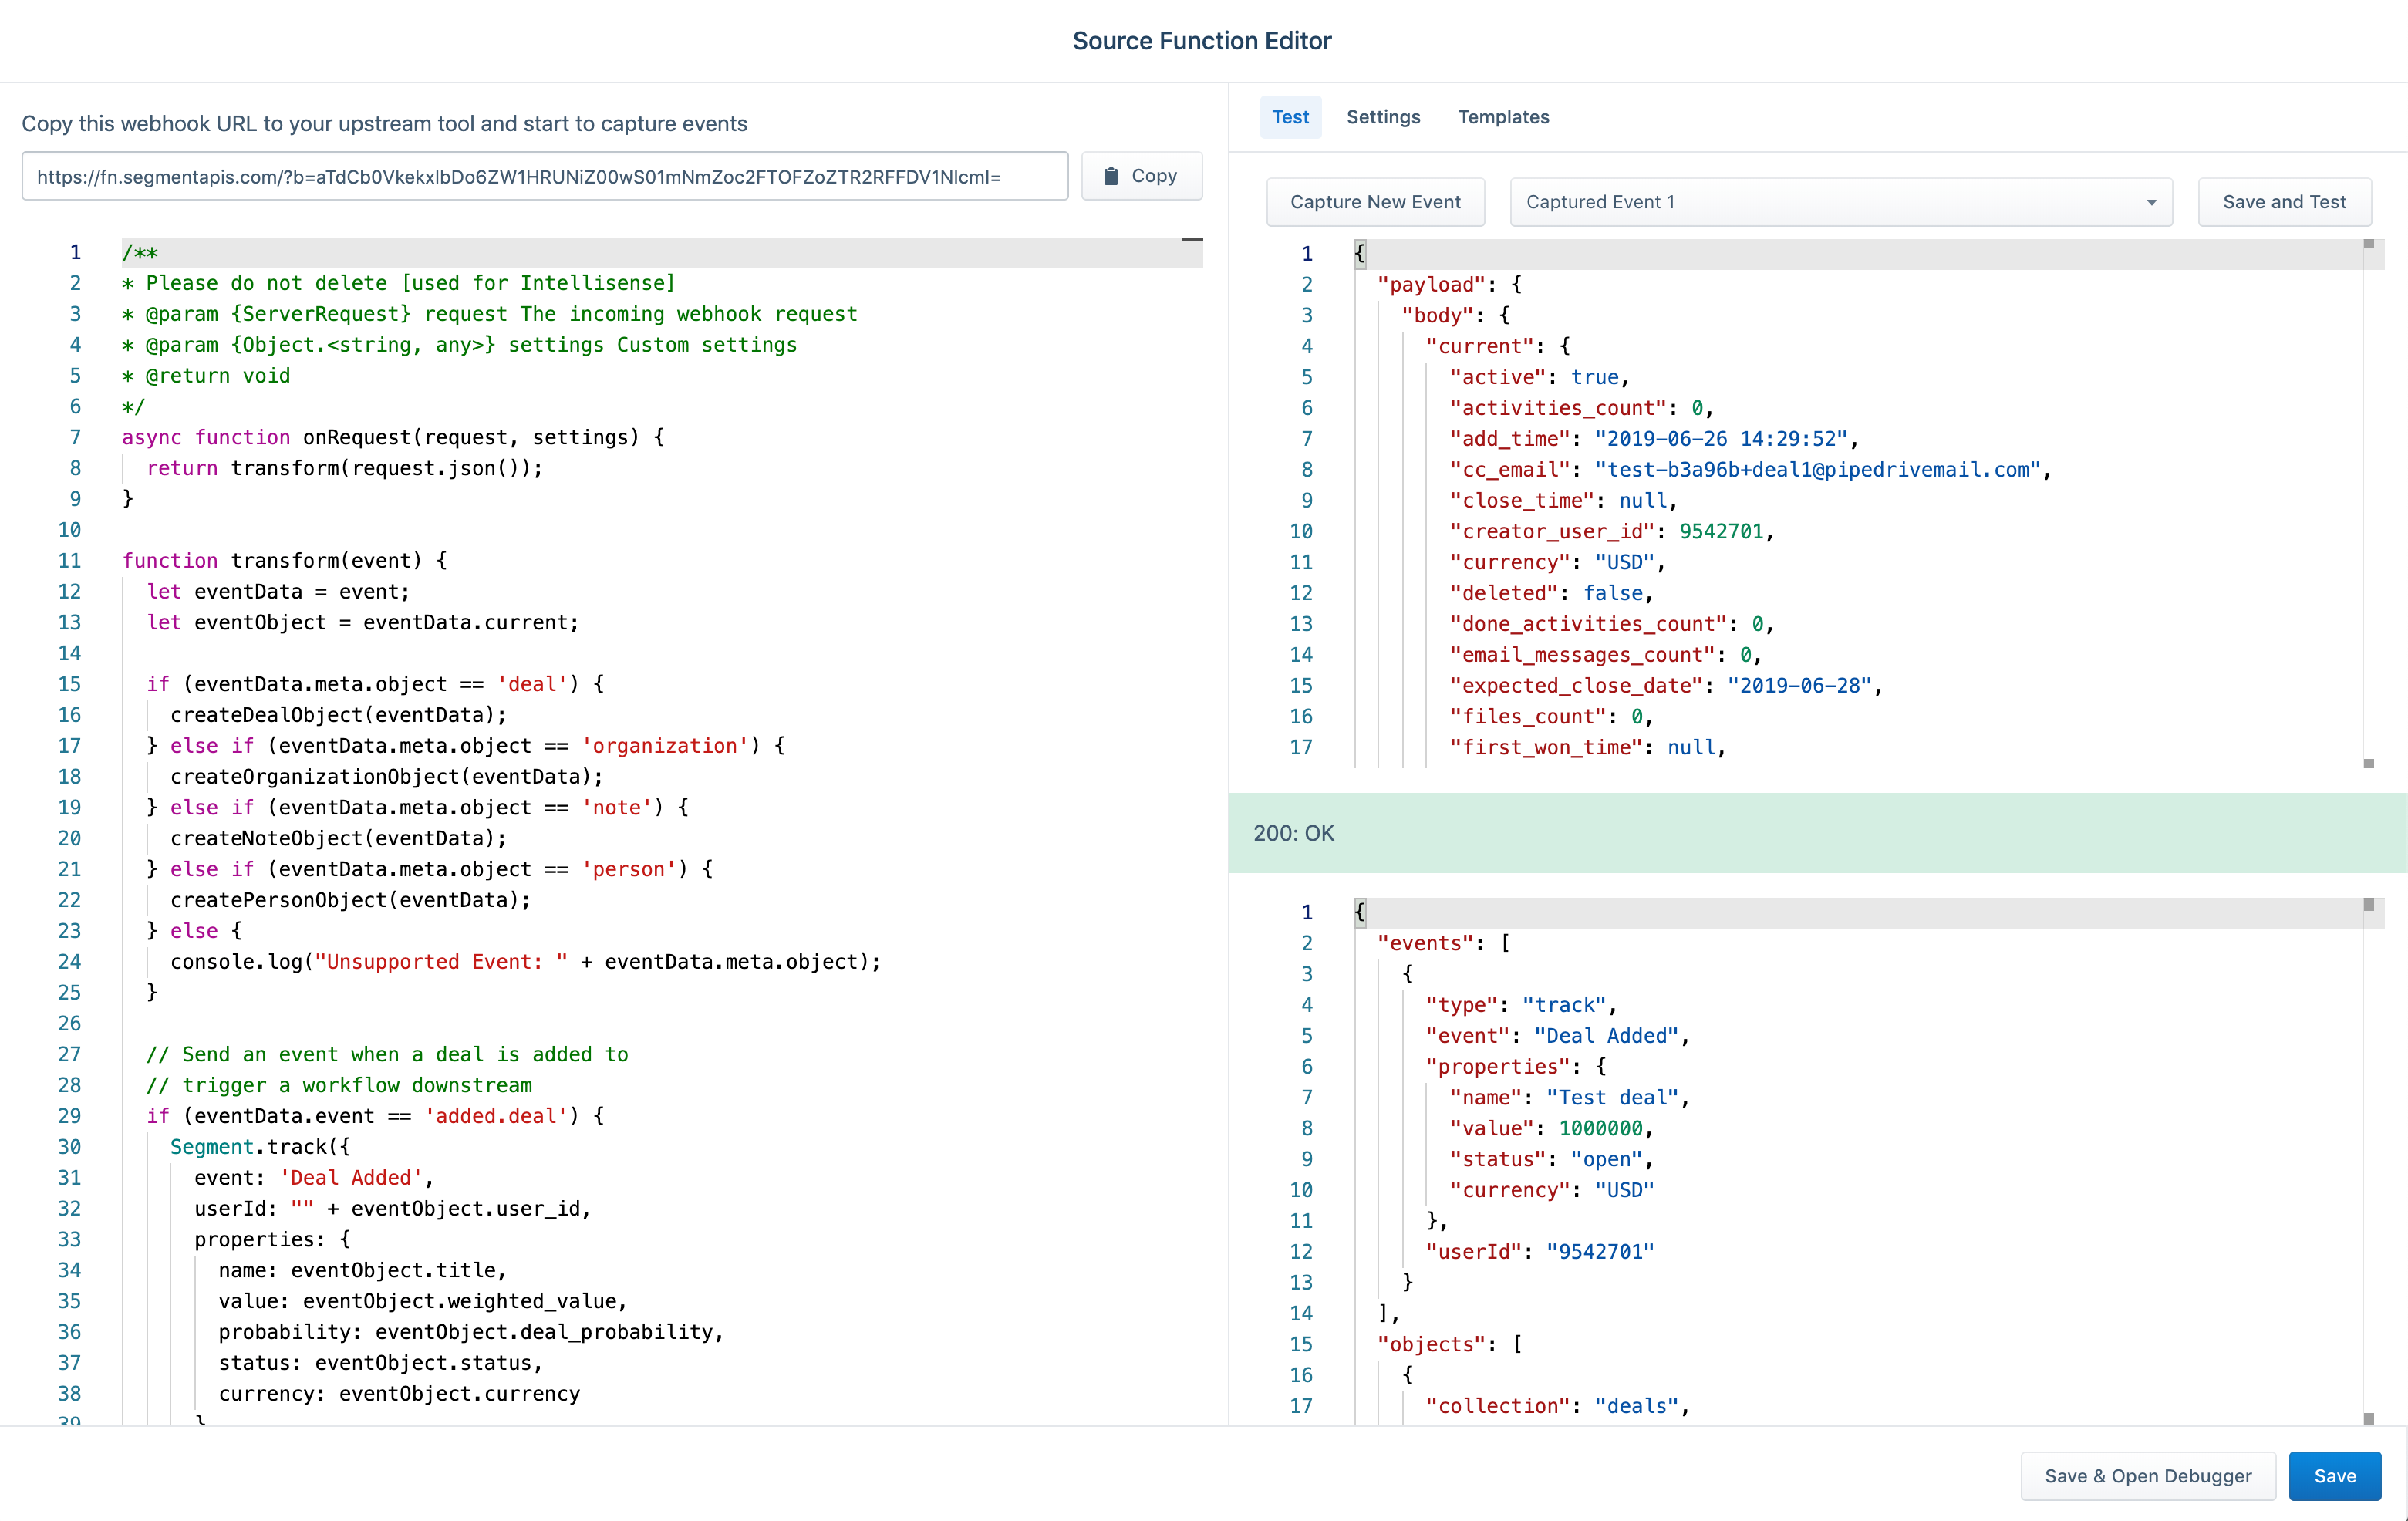 Source Function Editor
Copy this webhook URL to your upstream tool and start to capture events
https://fn.segmentapis.com/?b=aTdCb0VkekxlbDo6ZW1HRUNiZ00wS01mNmZoc2FTOFZoZTR2RFFDV1NlcmI=
Copy
1 /**
2 * Please do not delete [used for Intellisense]
3 * @param {ServerRequest} request The incoming webhook request
4 * @param {Object.<string, any>} settings Custom settings
5 * @return void
6 */
7 async function onRequest(request, settings) {
8 return transform(request.json());
9 }
10
11 function transform(event) {
12 let eventData = event;
13 let eventObject = eventData.current;
14
15 if (eventData.meta.object == 'deal') {
16 createDealObject(eventData);
17 } else if (eventData.meta.object == 'organization') {
18 createOrganizationObject(eventData);
19 } else if (eventData.meta.object == 'note') {
20 createNoteObject(eventData);
21 } else if (eventData.meta.object == 'person') {
22 createPersonObject(eventData);
23 } else {
24 console.log("Unsupported Event: " + eventData.meta.object);
25 }
26
27 // Send an event when a deal is added to
28 // trigger a workflow downstream
29 if (eventData.event == 'added.deal') {
30 Segment.track({
31 event: 'Deal Added',
32 userId: "" + eventObject.user_id,
33 properties: {
34 name: eventObject.title,
35 value: eventObject.weighted_value,
36 probability: eventObject.deal_probability,
37 status: eventObject.status,
38 currency: eventObject.currency
39 }
Test Settings Templates
Capture New Event Captured Event 1 Save and Test
1 {
2 "payload": {
3 "body": {
4 "current": {
5 "active": true,
6 "activities_count": 0,
7 "add_time": "2019-06-26 14:29:52",
8 "cc_email": "test-b3a96b+deal1@pipedrivemail.com",
9 "close_time": null,
10 "creator_user_id": 9542701,
11 "currency": "USD",
12 "deleted": false,
13 "done_activities_count": 0,
14 "email_messages_count": 0,
15 "expected_close_date": "2019-06-28",
16 "files_count": 0,
17 "first_won_time": null,
200: OK
1 {
2 "events": [
3 {
4 "type": "track",
5 "event": "Deal Added",
6 "properties": {
7 "name": "Test deal",
8 "value": 1000000,
9 "status": "open",
10 "currency": "USD"
11 },
12 "userId": "9542701"
13 }
14 ],
15 "objects": [
16 {
17 "collection": "deals",
Save & Open Debugger Save